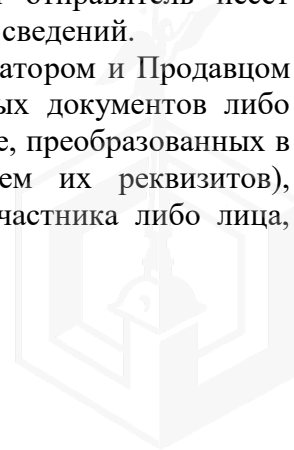 отправитель несет
сведений.
атором и Продавцом
ых документов либо
е, преобразованных в
ем их реквизитов),
частника либо лица,